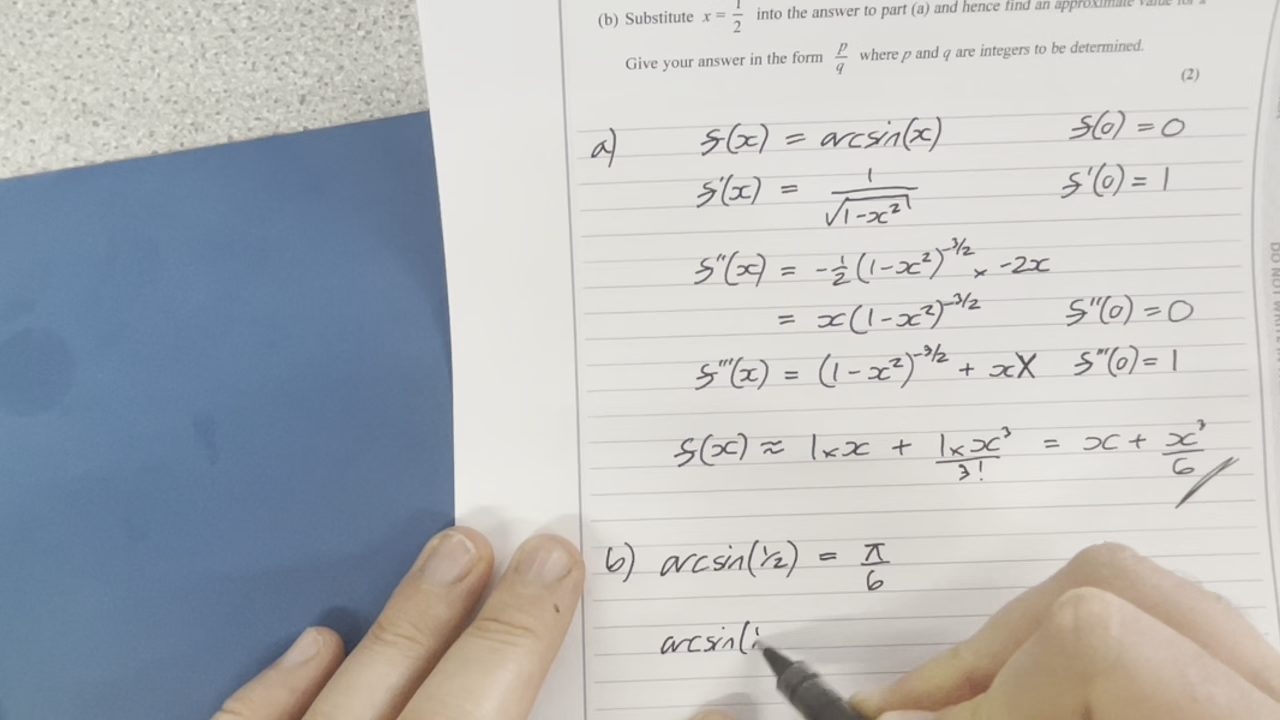 (b) Substitute x = 1/2 into the answer to part (a) and hence find an approximate value for
Give your answer in the form p/q where p and q are integers to be determined.
(2)
a) f(x) = arcsin(x) f(0) = 0
f'(x) = 1/√(1-x²) f'(0) = 1
f''(x) = -½(1-x²)^(-3/2) × -2x
= x(1-x²)^(-3/2) f''(0) = 0
f'''(x) = (1-x²)^(-3/2) + xX f'''(0) = 1
f(x) ≈ 1×x + 1×x³/3! = x + x³/6
b) arcsin(1/2) = π/6
arcsin(